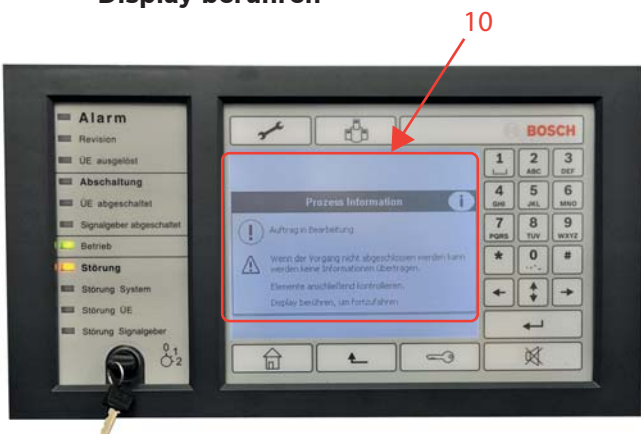 Display berühren
10
Alarm
Revision
ÜE ausgelöst
Abschaltung
ÜE abgeschaltet
Signalgeber abgeschaltet
Betrieb
Störung
Störung System
Störung ÜE
Störung Signalgeber
0
1
2
BOSCH
Prozess Information
i
! Auftrag in Bearbeitung
! Wenn der Vorgang nicht abgeschlossen werden kann
werden keine Informationen übertragen.
Elemente anschließend kontrollieren.
Display berühren, um fortzufahren
1 2 3
ABC DEF
4 5 6
GHI JKL MNO
7 8 9
PQRS TUV WXYZ
* 0 #